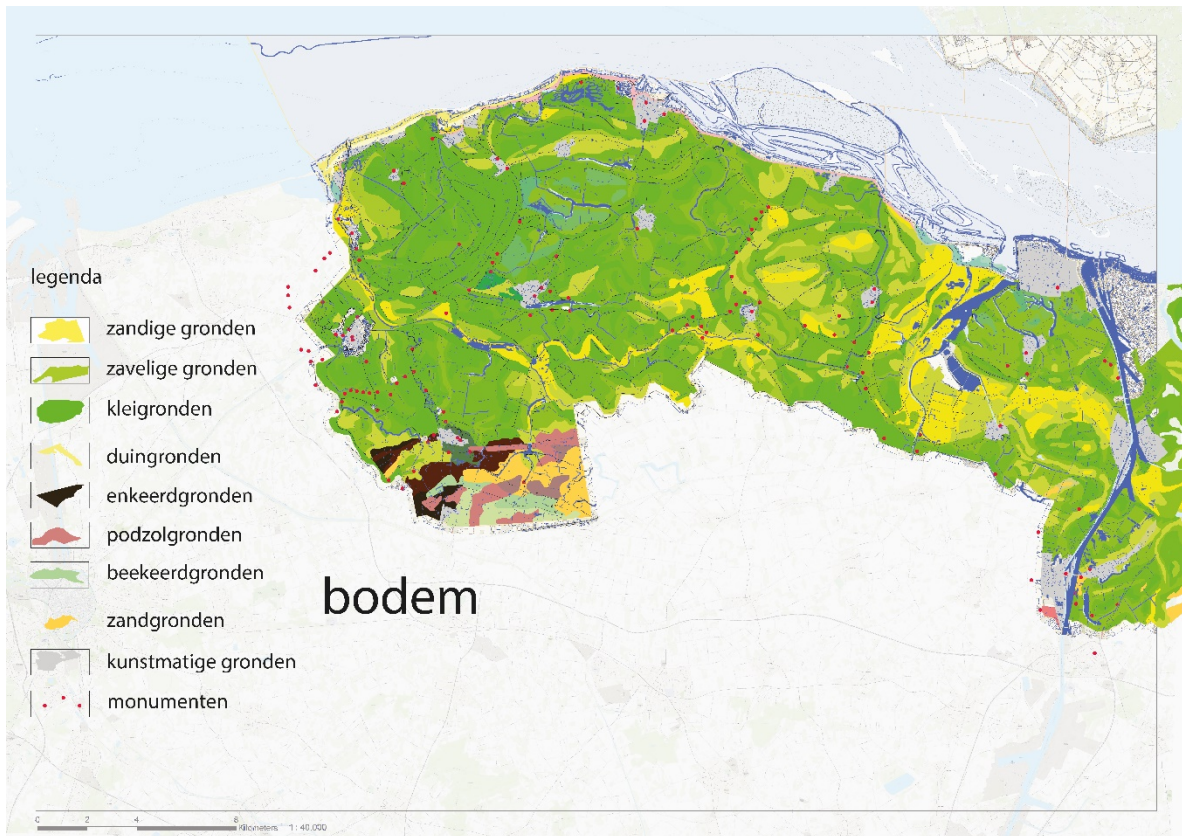 legenda
zandige gronden
zavelige gronden
kleigronden
duingronden
enkeerdgronden
podzolgronden
beekeerdgronden
zandgronden
kunstmatige gronden
monumenten
bodem
0 2 4 8
Kilometers 1:40.000